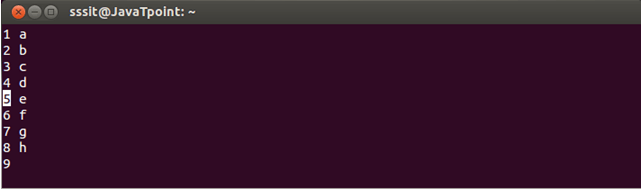 sssit@JavaTpoint: ~
1 a
2 b
3 c
4 d
5 e
6 f
7 g
8 h
9